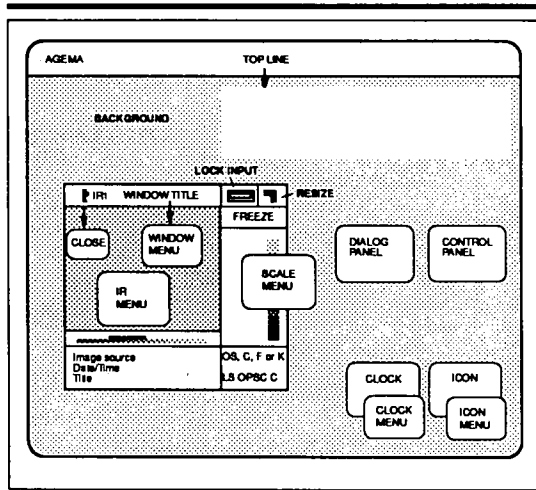 AGEMA
TOP LINE
BACKGROUND
LOCK INPUT
IR1 WINDOW TITLE
RESIZE
FREEZE
CLOSE
WINDOW
MENU
IR
MENU
SCALE
MENU
DIALOG
PANEL
CONTROL
PANEL
Image source
Date/Time
Title
OS, C, F or K
LS OPSC C
CLOCK
ICON
CLOCK
MENU
ICON
MENU